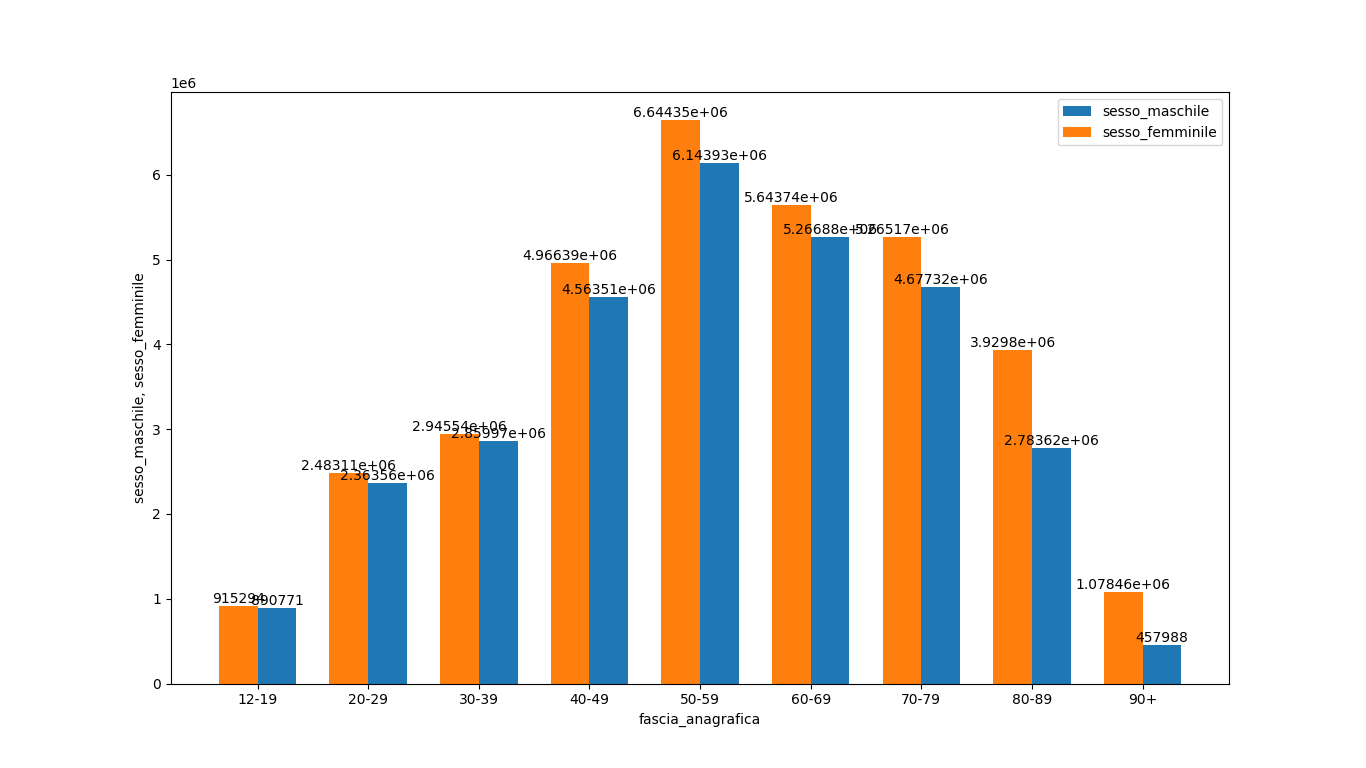 1e6
sesso_maschile
sesso_femminile
6.64435e+06
6.14393e+06
5.64374e+06
5.26688e+06
5.26517e+06
4.96639e+06
4.56351e+06
4.67732e+06
3.9298e+06
2.94554e+06
2.85997e+06
2.78362e+06
2.48311e+06
2.36356e+06
915294
890771
1.07846e+06
457988
6
5
4
3
2
1
0
sesso_maschile, sesso_femminile
12-19 20-29 30-39 40-49 50-59 60-69 70-79 80-89 90+
fascia_anagrafica